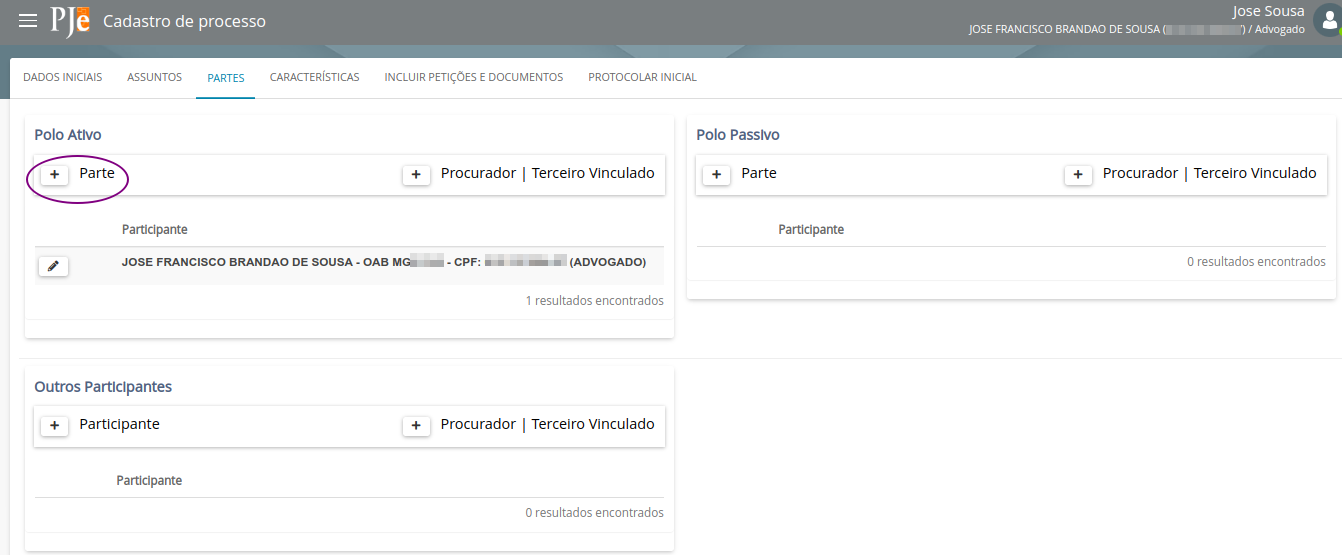 PJe Cadastro de processo
Jose Sousa
JOSE FRANCISCO BRANDAO DE SOUSA ( ) / Advogado
DADOS INICIAIS ASSUNTOS PARTES CARACTERÍSTICAS INCLUIR PETIÇÕES E DOCUMENTOS PROTOCOLAR INICIAL
Polo Ativo
+ Parte + Procurador | Terceiro Vinculado
Participante
JOSE FRANCISCO BRANDAO DE SOUSA - OAB MG - CPF: (ADVOGADO)
1 resultados encontrados
Polo Passivo
+ Parte + Procurador | Terceiro Vinculado
Participante
0 resultados encontrados
Outros Participantes
+ Participante + Procurador | Terceiro Vinculado
Participante
0 resultados encontrados